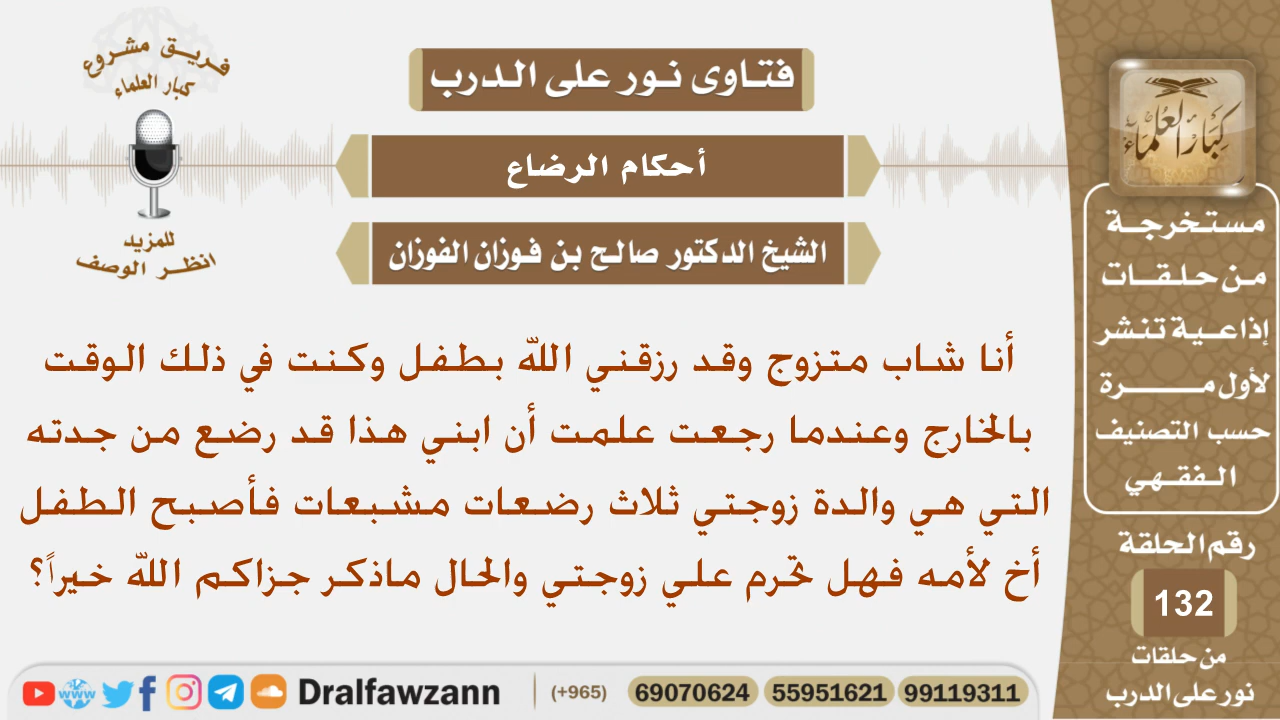 فريق مشروع
كبار العلماء
للمزيد
انظر الوصف
فتاوى نور على الدرب
أحكام الرضاع
الشيخ الدكتور صالح بن فوزان الفوزان
أنا شاب متزوج وقد رزقني الله بطفل وكنت في ذلك الوقت
بالخارج وعندما رجعت علمت أن ابني هذا قد رضع من جدته
التي هي والدة زوجتي ثلاث رضعات مشبعات فأصبح الطفل
أخ لأمه فهل تحرم علي زوجتي والحال ماذكر جزاكم الله خيراً؟
كبار العلماء
مستخرجة
من حلقات
إذاعية تنشر
لأول مرة
حسب التصنيف
الفقهي
رقم الحلقة
132
من حلقات
نور على الدرب
www
Dralfawzann
(+965)
69070624
55951621
99119311